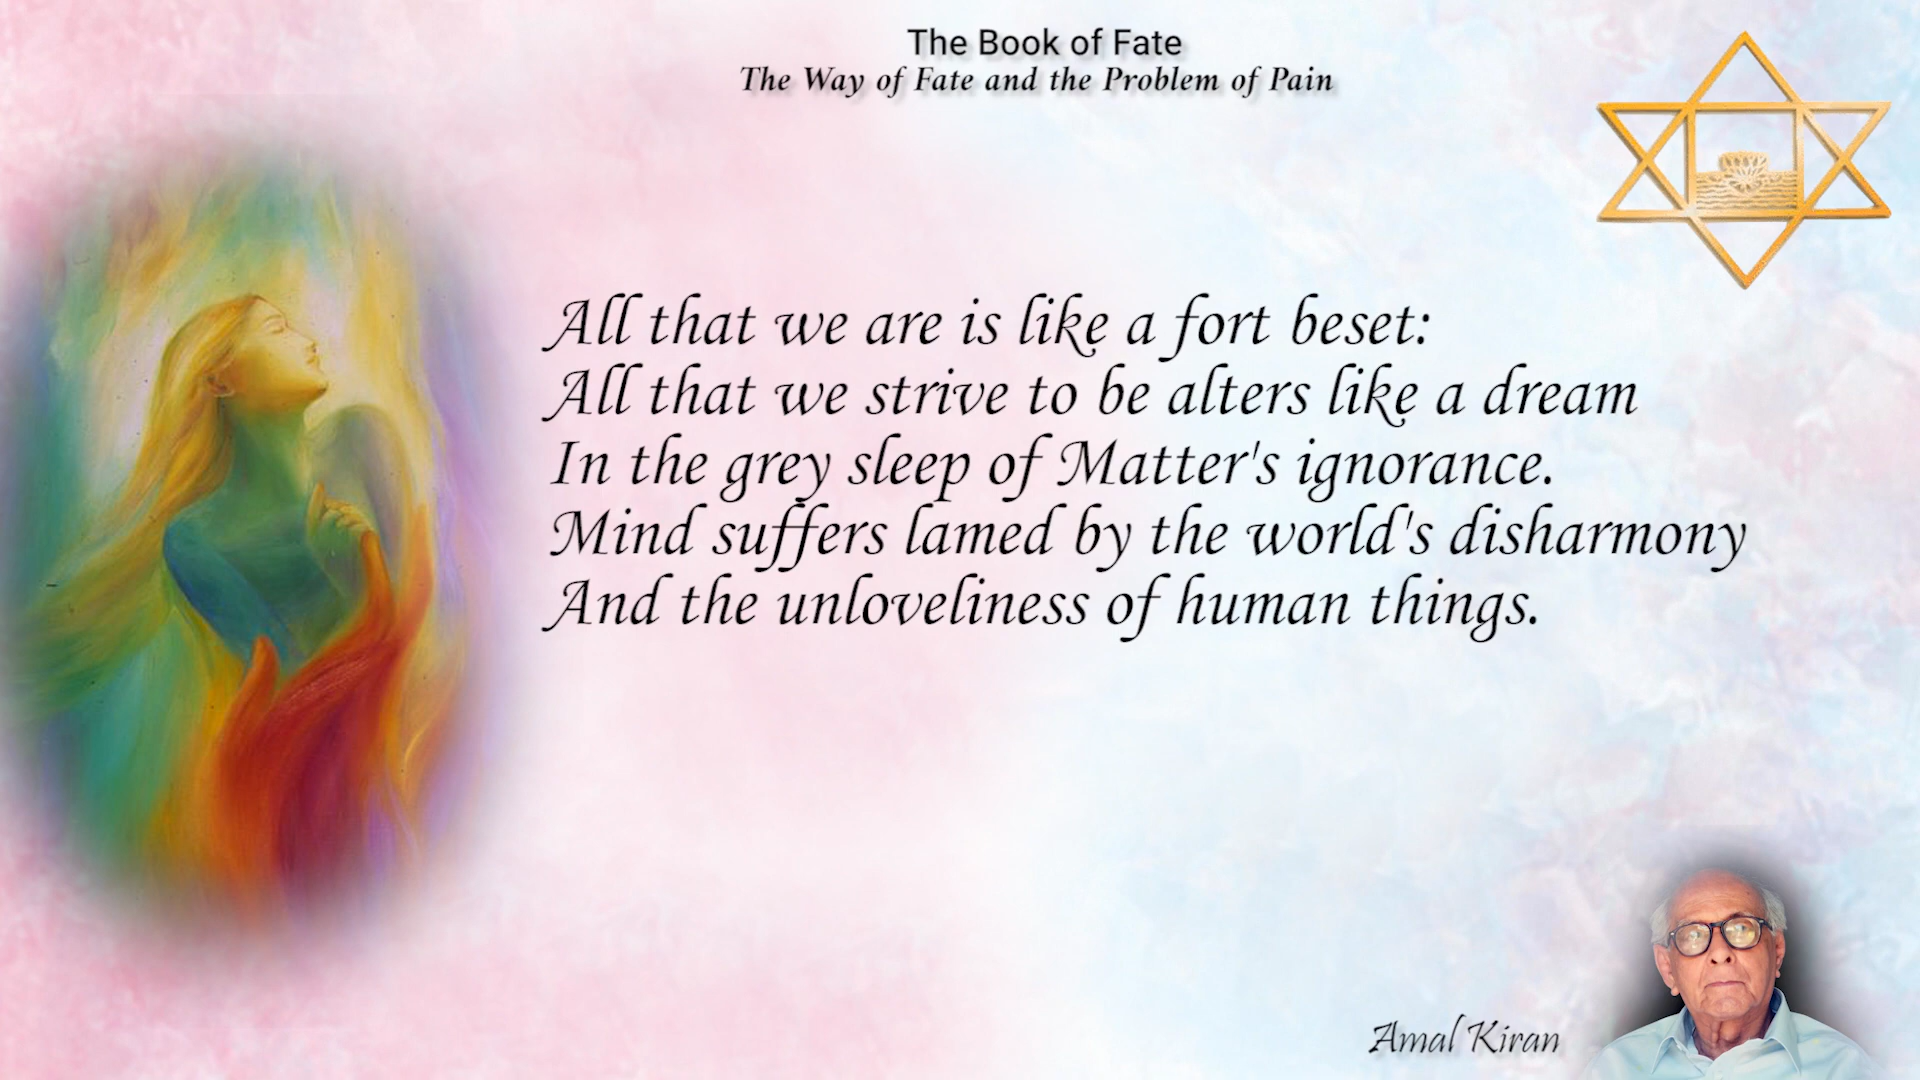 The Book of Fate
The Way of Fate and the Problem of Pain
All that we are is like a fort beset:
All that we strive to be alters like a dream
In the grey sleep of Matter's ignorance.
Mind suffers lamed by the world's disharmony
And the unloveliness of human things.
Amal Kiran